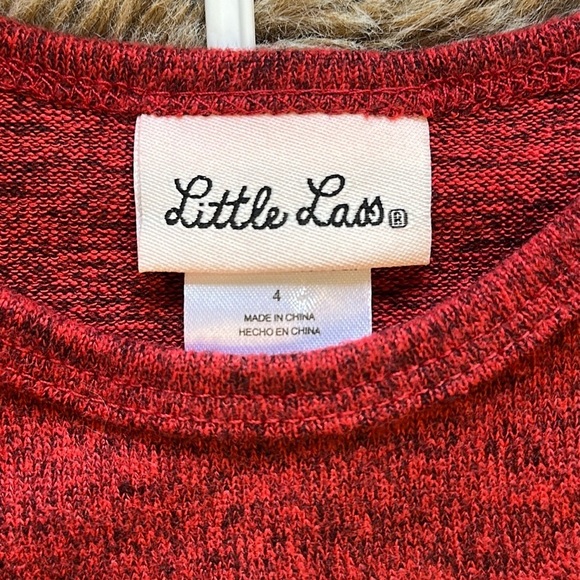 Little Lass®
4
MADE IN CHINA
HECHO EN CHINA